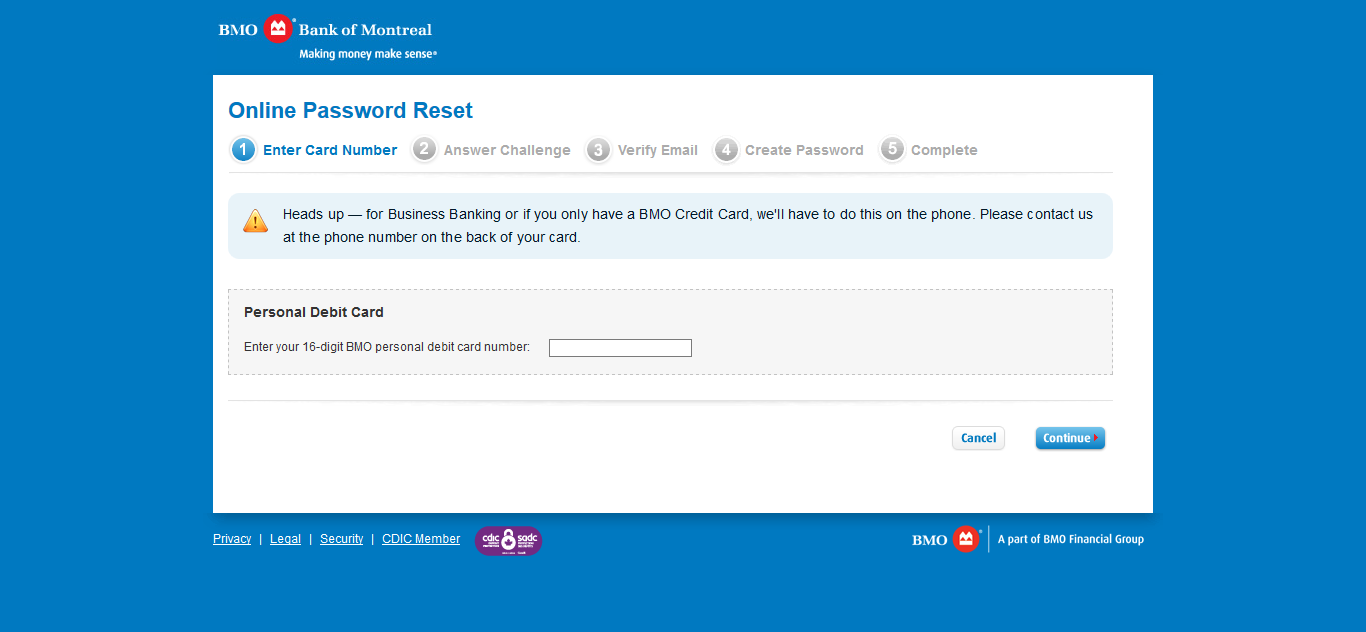 BMO Bank of Montreal
Making money make sense®
Online Password Reset
1 Enter Card Number 2 Answer Challenge 3 Verify Email 4 Create Password 5 Complete
Heads up — for Business Banking or if you only have a BMO Credit Card, we'll have to do this on the phone. Please contact us
at the phone number on the back of your card.
Personal Debit Card
Enter your 16-digit BMO personal debit card number:
Cancel Continue
Privacy | Legal | Security | CDIC Member cdic sadc BMO A part of BMO Financial Group